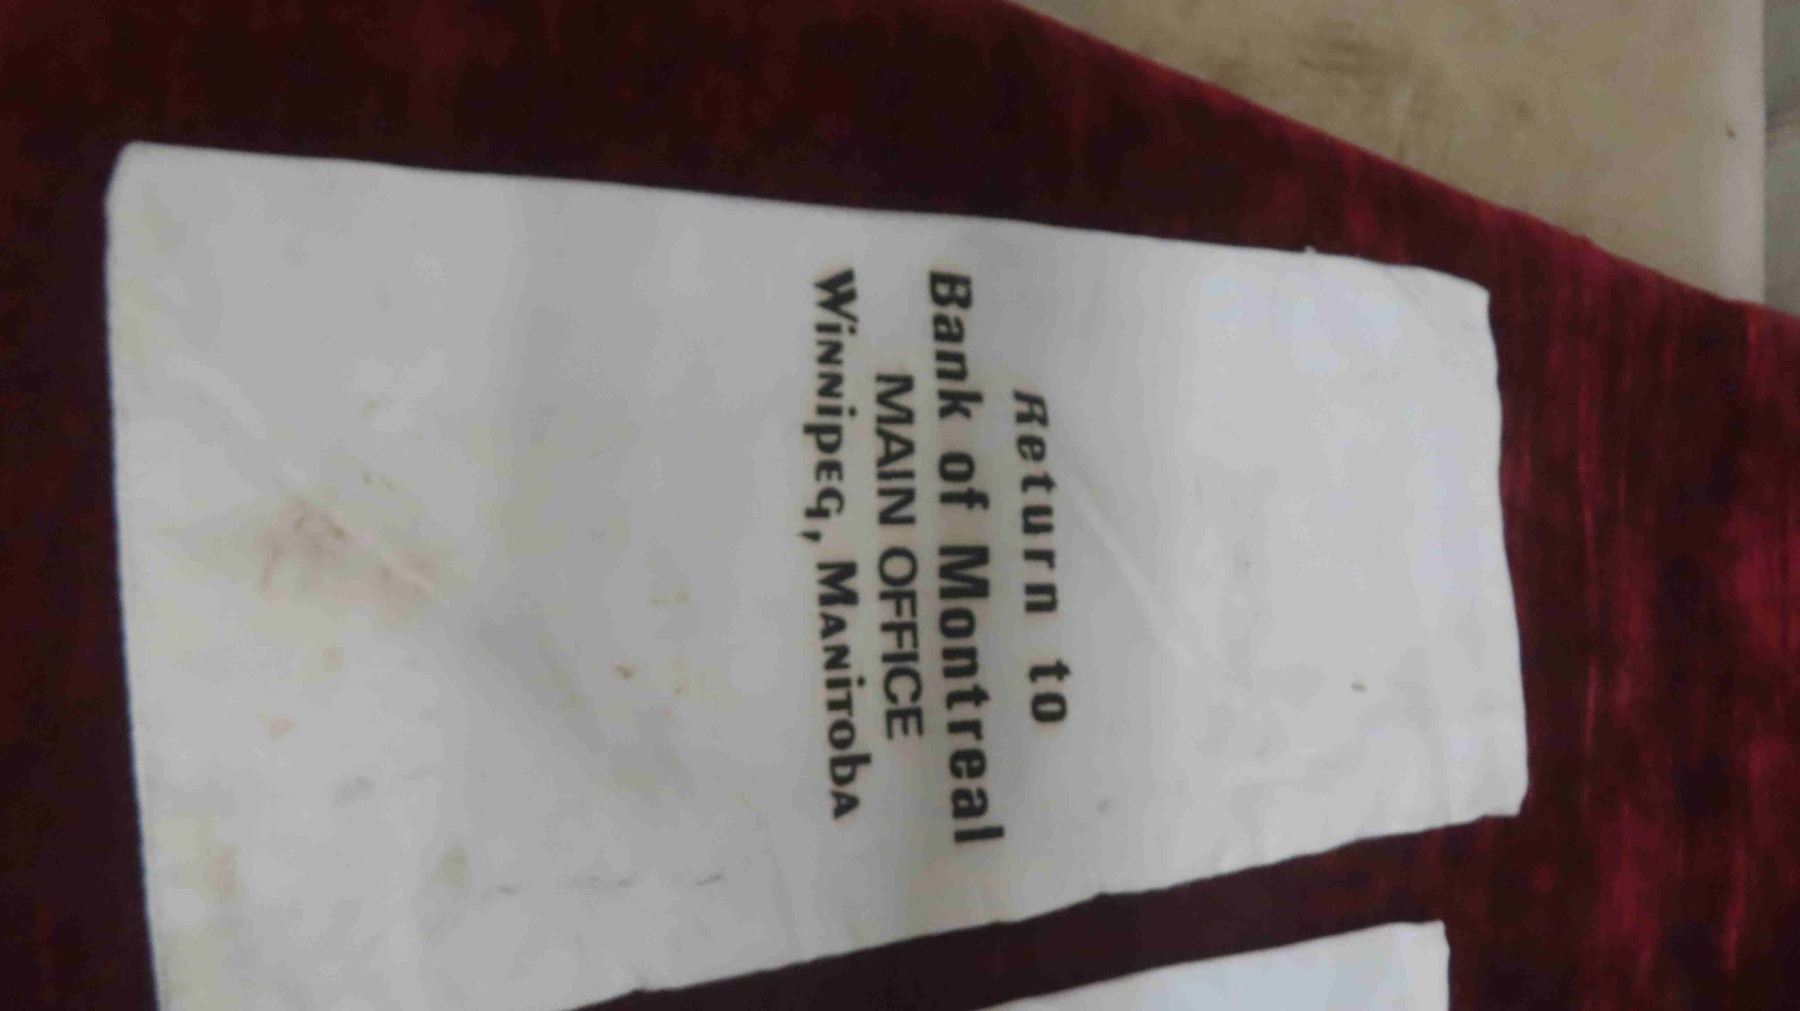 Return to
Bank of Montreal
MAIN OFFICE
Winnipeg, Manitoba